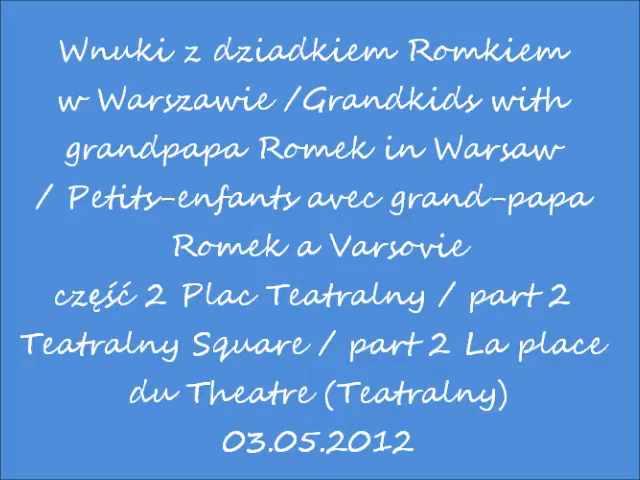 Wnuki z dziadkiem Romkiem
w Warszawie /Grandkids with
grandpapa Romek in Warsaw
/ Petits-enfants avec grand-papa
Romek a Varsovie
część 2 Plac Teatralny / part 2
Teatralny Square / part 2 La place
du Theatre (Teatralny)
03.05.2012